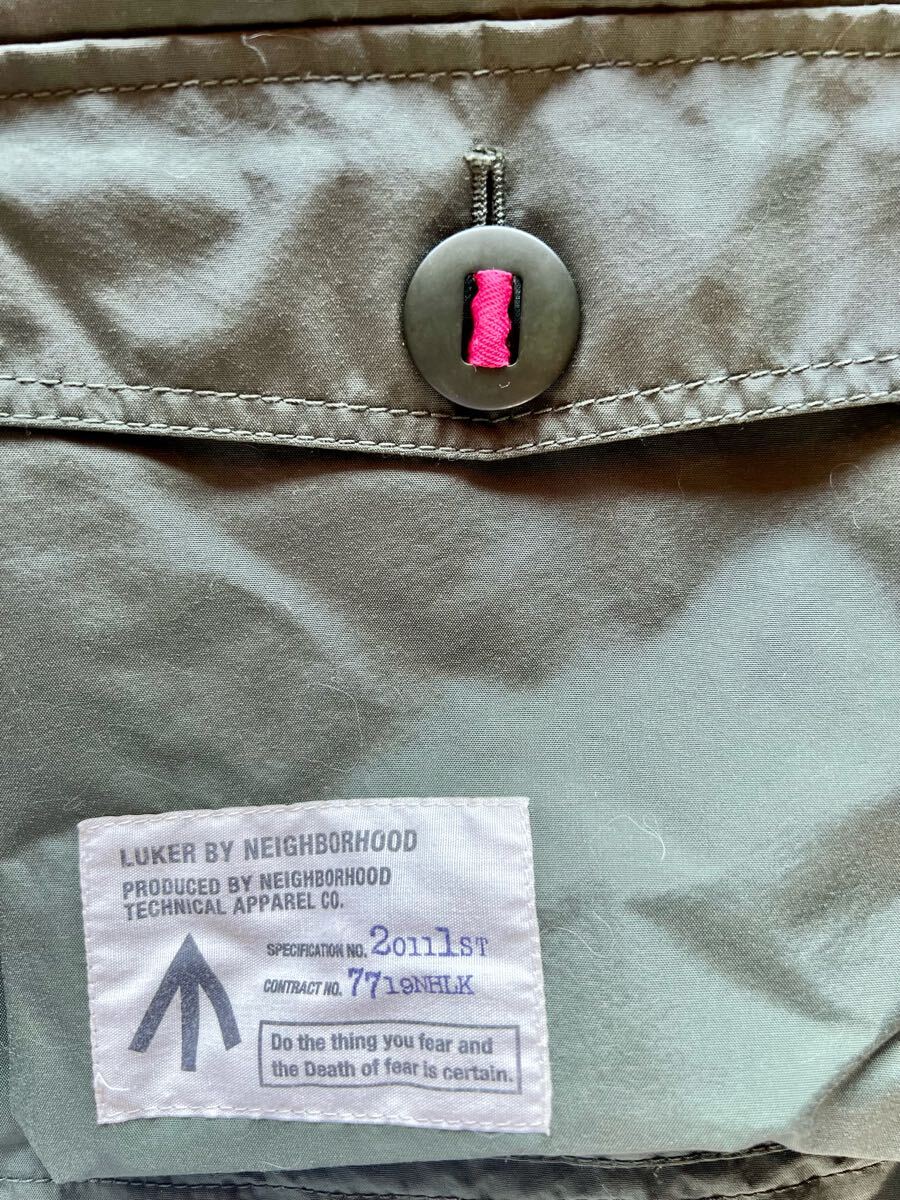 LUKER BY NEIGHBORHOOD
PRODUCED BY NEIGHBORHOOD
TECHNICAL APPAREL CO.
SPECIFICATION NO. 20111ST
CONTRACT NO. 7719NHLK
Do the thing you fear and
the Death of fear is certain.